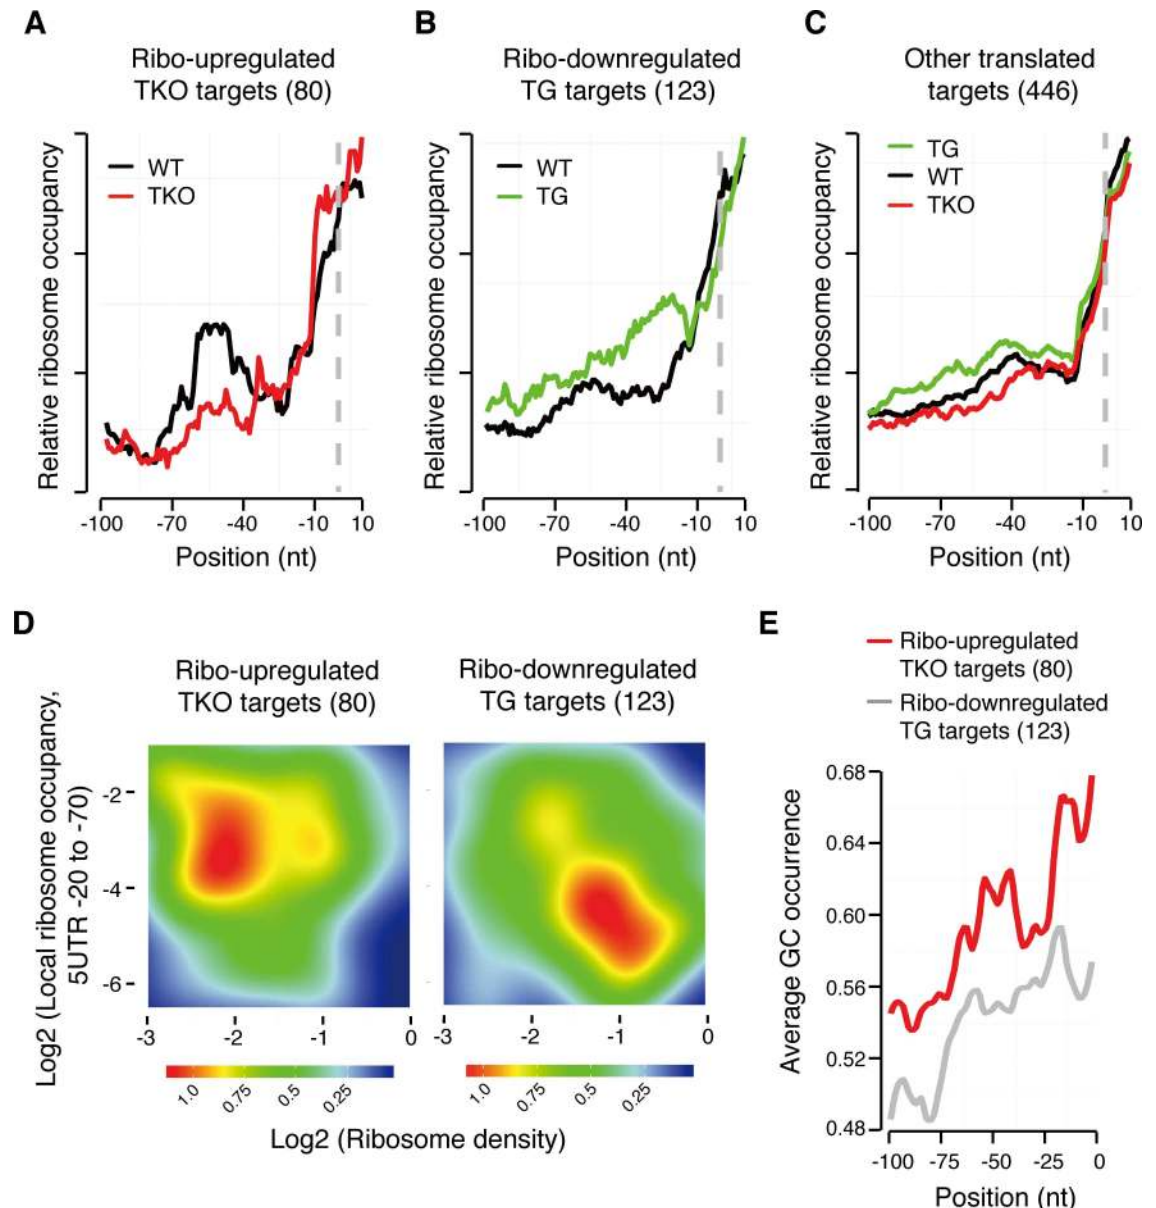 A
Ribo-upregulated
TKO targets (80)
Relative ribosome occupancy
WT
TKO
-100 -70 -40 -10 10
Position (nt)
B
Ribo-downregulated
TG targets (123)
Relative ribosome occupancy
WT
TG
-100 -70 -40 -10 10
Position (nt)
C
Other translated
targets (446)
Relative ribosome occupancy
TG
WT
TKO
-100 -70 -40 -10 10
Position (nt)
D
Ribo-upregulated
TKO targets (80)
Ribo-downregulated
TG targets (123)
Log2 (Local ribosome occupancy,
5UTR -20 to -70)
-2
-4
-6
-3 -2 -1 0
-3 -2 -1 0
1.0 0.75 0.5 0.25
1.0 0.75 0.5 0.25
Log2 (Ribosome density)
E
Ribo-upregulated
TKO targets (80)
Ribo-downregulated
TG targets (123)
Average GC occurrence
0.68
0.64
0.60
0.56
0.52
0.48
-100 -75 -50 -25 0
Position (nt)